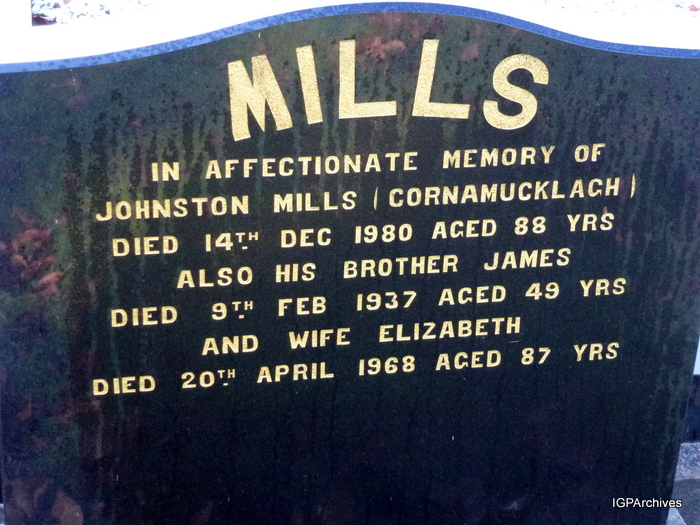 MILLS
IN AFFECTIONATE MEMORY OF
JOHNSTON MILLS (CORNAMUCKLAGH)
DIED 14TH DEC 1980 AGED 88 YRS
ALSO HIS BROTHER JAMES
DIED 9TH FEB 1937 AGED 49 YRS
AND WIFE ELIZABETH
DIED 20TH APRIL 1968 AGED 87 YRS
IGPArchives